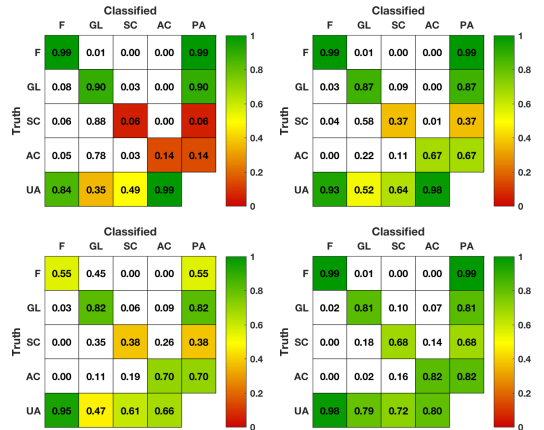 Classified
F GL SC AC PA
F 0.99 0.01 0.00 0.00 0.99
GL 0.08 0.90 0.03 0.00 0.90
SC 0.06 0.88 0.06 0.00 0.06
AC 0.05 0.78 0.03 0.14 0.14
UA 0.84 0.35 0.49 0.99
Truth
1
0.8
0.6
0.4
0.2
0
Classified
F GL SC AC PA
F 0.99 0.01 0.00 0.00 0.99
GL 0.03 0.87 0.09 0.00 0.87
SC 0.04 0.58 0.37 0.01 0.37
AC 0.00 0.22 0.11 0.67 0.67
UA 0.93 0.52 0.64 0.98
Truth
1
0.8
0.6
0.4
0.2
0
Classified
F GL SC AC PA
F 0.55 0.45 0.00 0.00 0.55
GL 0.03 0.82 0.06 0.09 0.82
SC 0.00 0.35 0.38 0.26 0.38
AC 0.00 0.11 0.19 0.70 0.70
UA 0.95 0.47 0.61 0.66
Truth
1
0.8
0.6
0.4
0.2
0
Classified
F GL SC AC PA
F 0.99 0.01 0.00 0.00 0.99
GL 0.02 0.81 0.10 0.07 0.81
SC 0.00 0.18 0.68 0.14 0.68
AC 0.00 0.02 0.16 0.82 0.82
UA 0.98 0.79 0.72 0.80
Truth
1
0.8
0.6
0.4
0.2
0